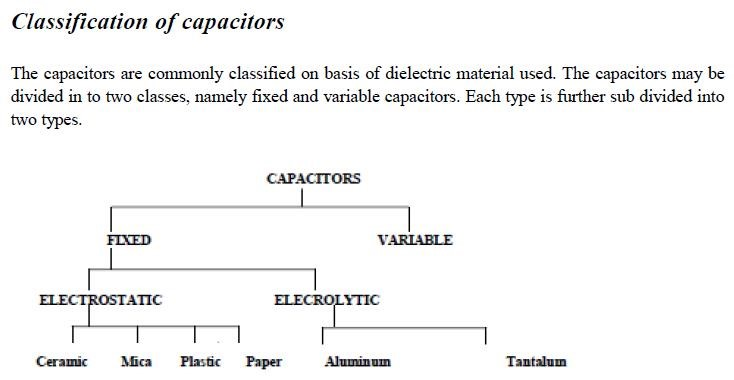 Classification of capacitors
The capacitors are commonly classified on basis of dielectric material used. The capacitors may be
divided in to two classes, namely fixed and variable capacitors. Each type is further sub divided into
two types.
CAPACITORS
FIXED VARIABLE
ELECTROSTATIC ELECROLYTIC
Ceramic Mica Plastic Paper Aluminum Tantalum